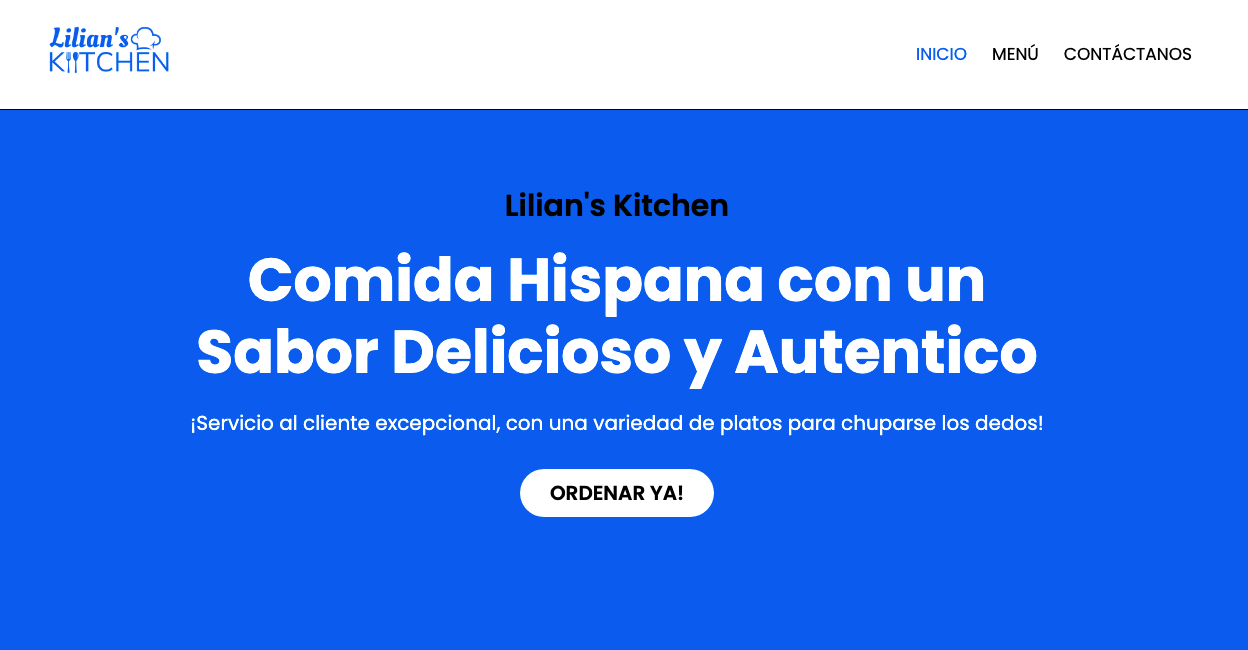 Lilian's
KITCHEN
INICIO MENÚ CONTÁCTANOS
Lilian's Kitchen
Comida Hispana con un
Sabor Delicioso y Autentico
¡Servicio al cliente excepcional, con una variedad de platos para chuparse los dedos!
ORDENAR YA!